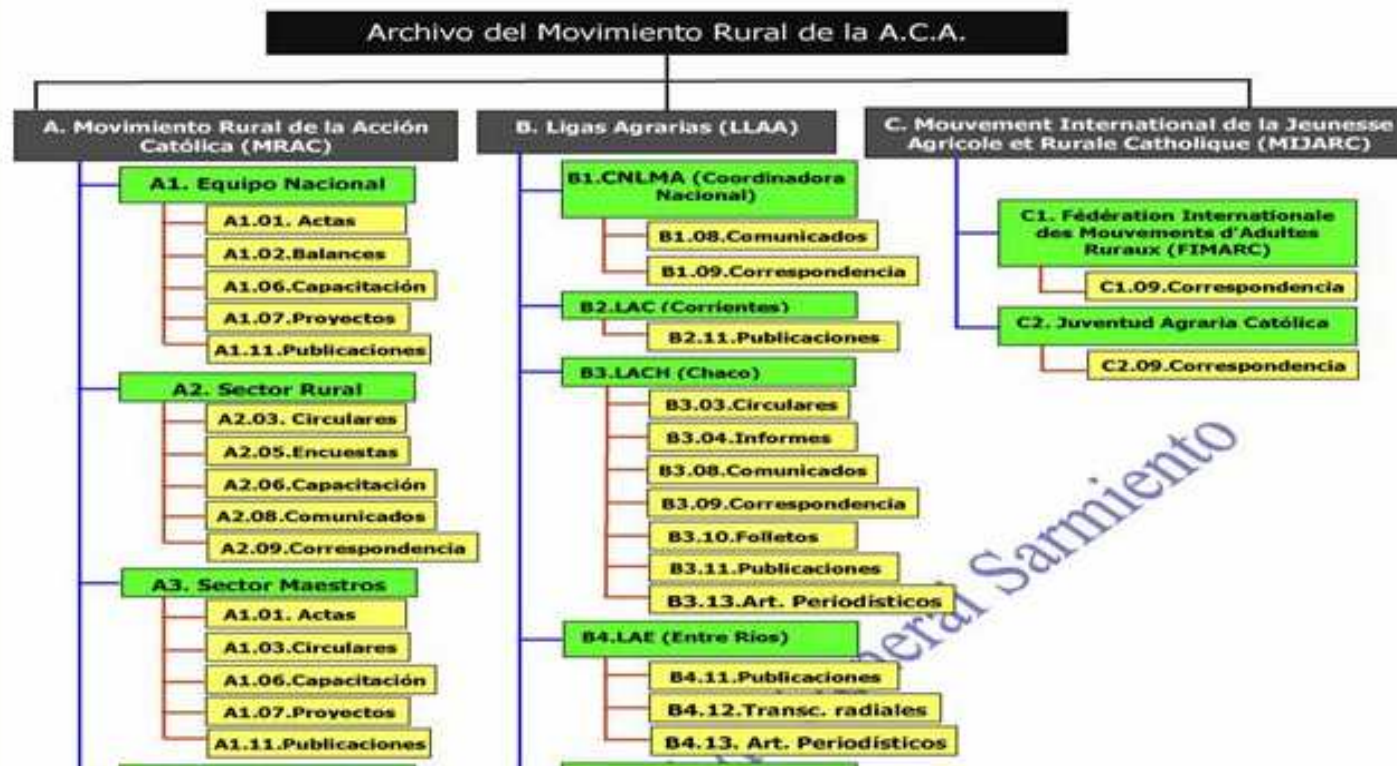 Archivo del Movimiento Rural de la A.C.A.
A. Movimiento Rural de la Acción
Católica (MRAC)
A1. Equipo Nacional
A1.01. Actas
A1.02.Balances
A1.06.Capacitación
A1.07.Proyectos
A1.11.Publicaciones
A2. Sector Rural
A2.03. Circulares
A2.05.Encuestas
A2.06.Capacitación
A2.08.Comunicados
A2.09.Correspondencia
A3. Sector Maestros
A1.01. Actas
A1.03.Circulares
A1.06.Capacitación
A1.07.Proyectos
A1.11.Publicaciones
B. Ligas Agrarias (LLAA)
B1.CNLMA (Coordinadora
Nacional)
B1.08.Comunicados
B1.09.Correspondencia
B2.LAC (Corrientes)
B2.11.Publicaciones
B3.LACH (Chaco)
B3.03.Circulares
B3.04.Informes
B3.08.Comunicados
B3.09.Correspondencia
B3.10.Folletos
B3.11.Publicaciones
B3.13.Art. Periodísticos
B4.LAE (Entre Ríos)
B4.11.Publicaciones
B4.12.Transc. radiales
B4.13. Art. Periodísticos
C. Mouvement International de la Jeunesse
Agricole et Rurale Catholique (MIJARC)
C1. Fédération Internationale
des Mouvements d'Adultes
Ruraux (FIMARC)
C1.09.Correspondencia
C2. Juventud Agraria Católica
C2.09.Correspondencia
Sarmiento